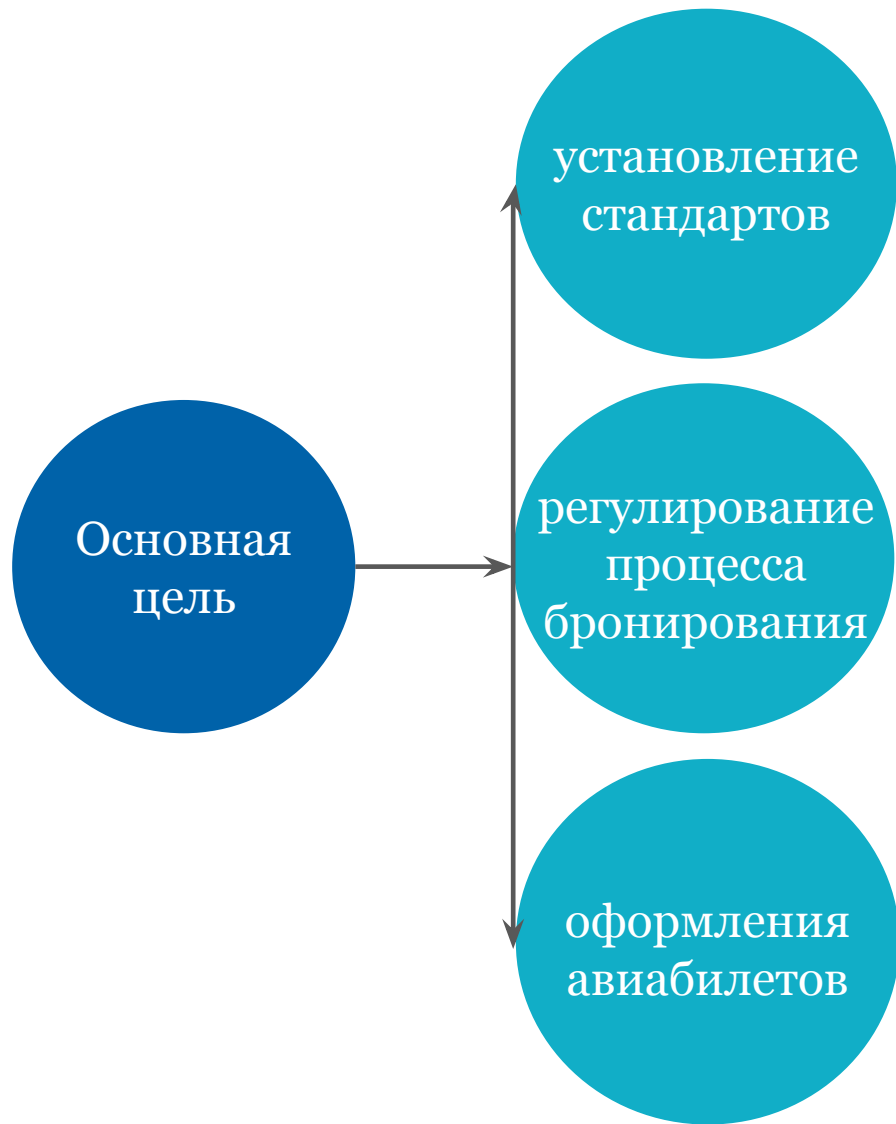 установление
стандартов
Основная
цель
регулирование
процесса
бронирования
оформления
авиабилетов